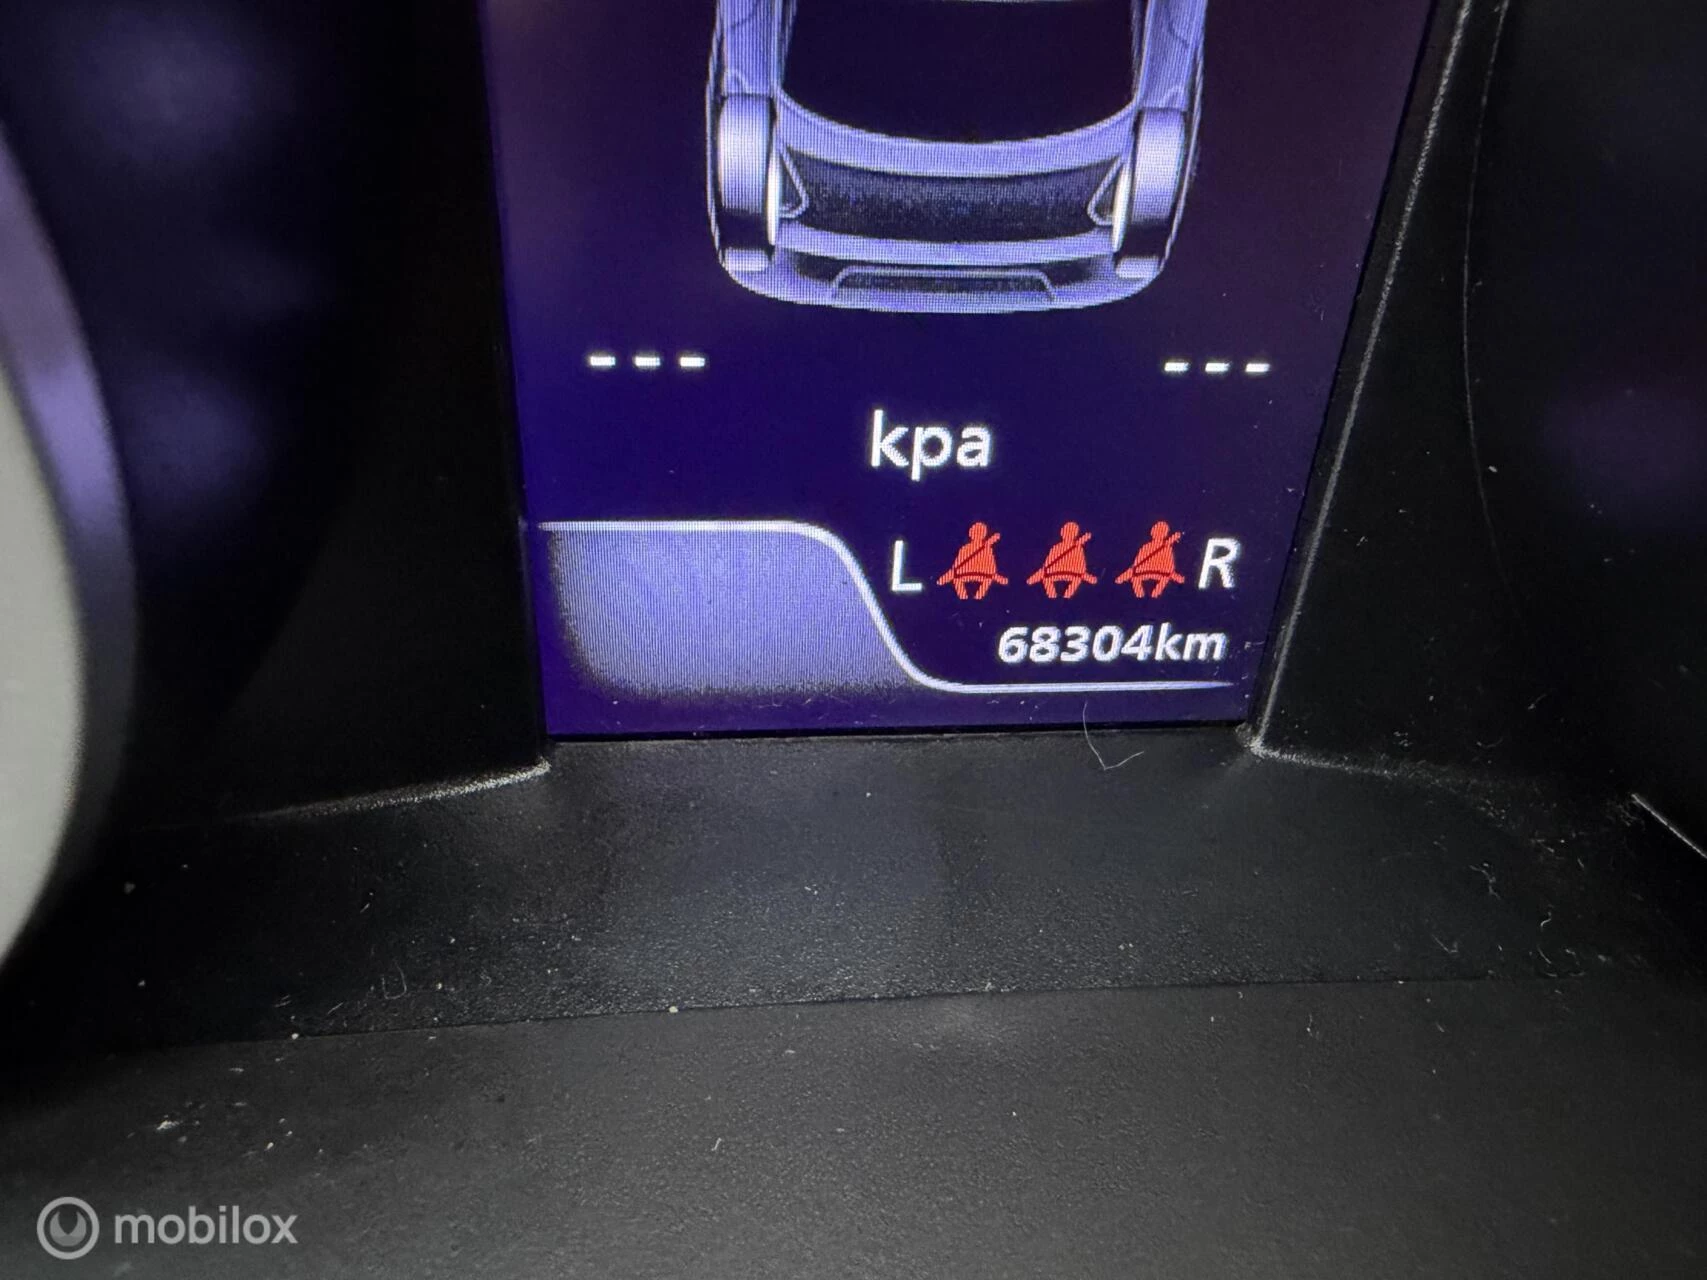 --- ---
kpa
L R
68304km
mobilox